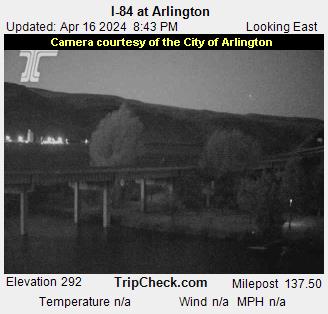 I-84 at Arlington
Updated: Apr 16 2024 8:43 PM Looking East
Camera courtesy of the City of Arlington
Elevation 292 TripCheck.com Milepost 137.50
Temperature n/a Wind n/a MPH n/a